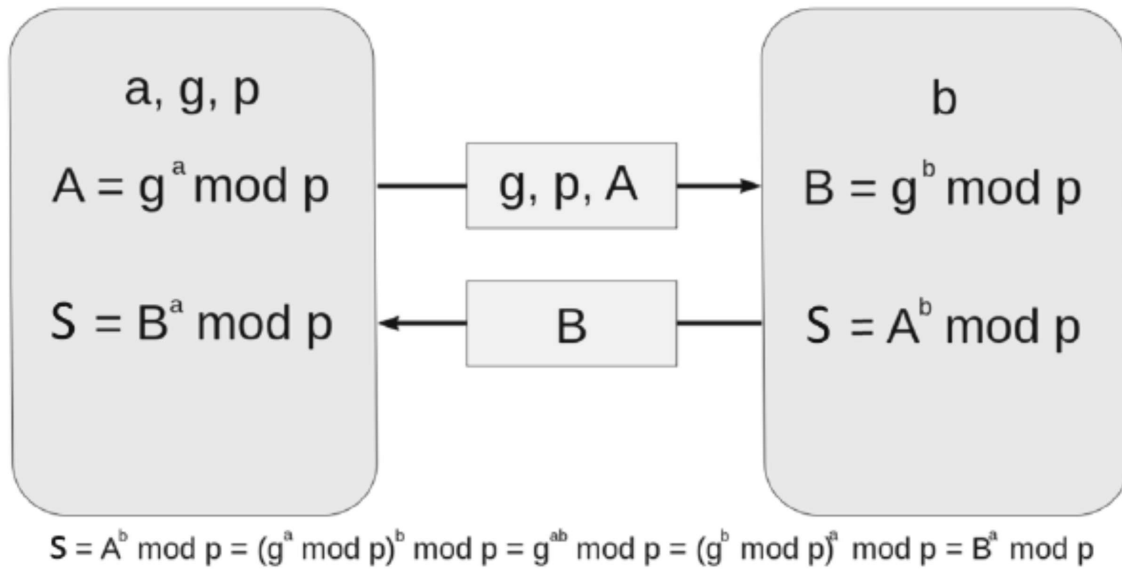 a, g, p
A = g^a mod p
S = B^a mod p
g, p, A
B
b
B = g^b mod p
S = A^b mod p
S = A^b mod p = (g^a mod p)^b mod p = g^ab mod p = (g^b mod p)^a mod p = B^a mod p